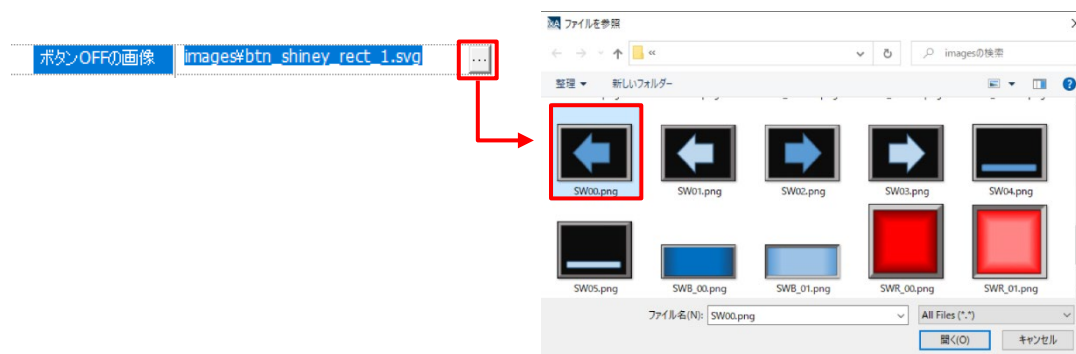 ボタンOFFの画像 images¥btn_shiney_rect_1.svg ...
ファイルを参照
«
imagesの検索
整理 新しいフォルダー
SW00.png SW01.png SW02.png SW03.png SW04.png
SW05.png SWB_00.png SWB_01.png SWR_00.png SWR_01.png
ファイル名(N): SW00.png All Files (*.*)
開く(O) キャンセル